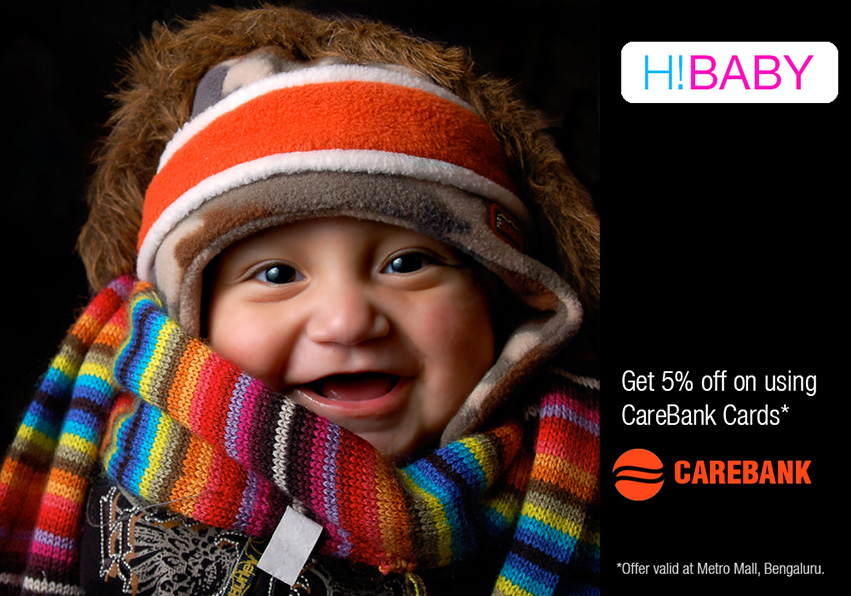 H!BABY
Get 5% off on using
CareBank Cards*
CAREBANK
*Offer valid at Metro Mall, Bengaluru.